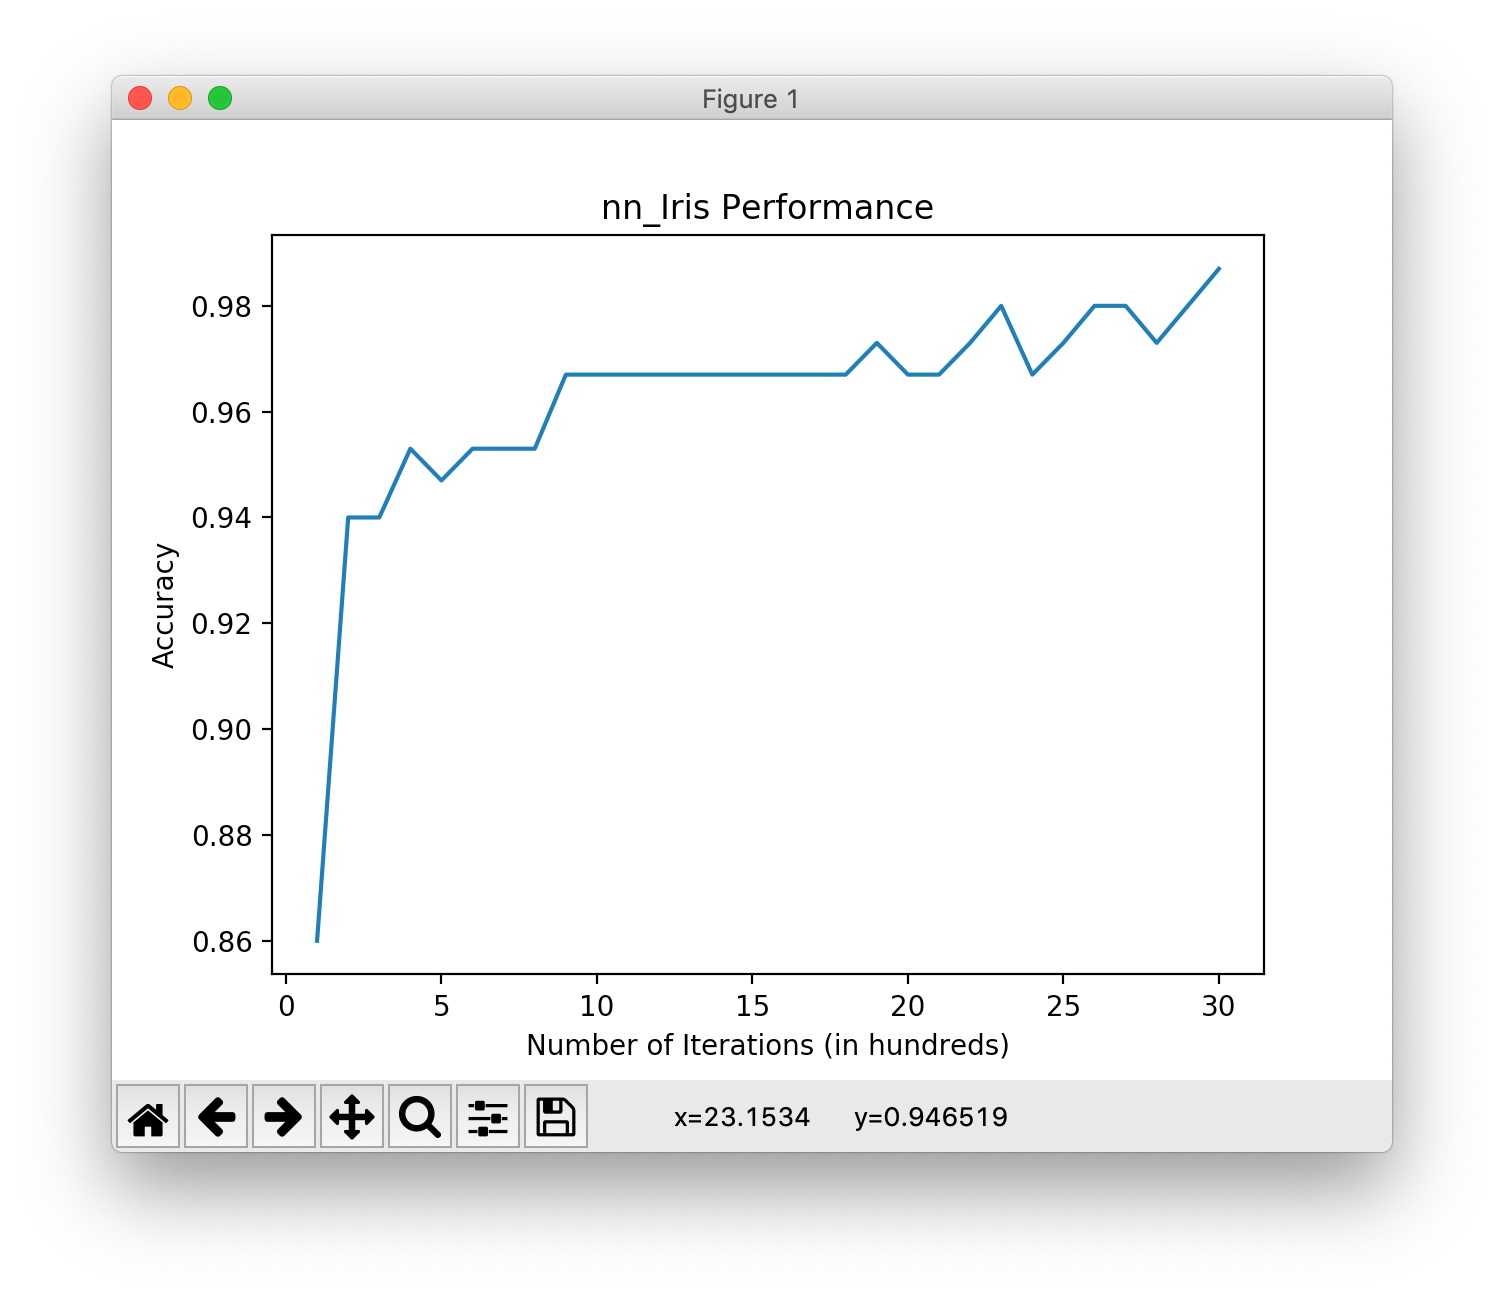 Figure 1
nn_Iris Performance
0.98
0.96
0.94
0.92
0.90
0.88
0.86
Accuracy
0 5 10 15 20 25 30
Number of Iterations (in hundreds)
x=23.1534 y=0.946519